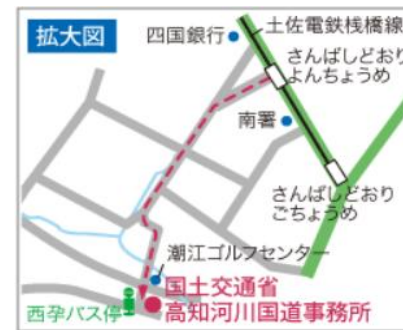 拡大図
四国銀行
土佐電鉄桟橋線
さんばしどおり
よんちょうめ
南署
さんばしどおり
ごちょうめ
潮江ゴルフセンター
国土交通省
高知河川国道事務所
西孕バス停